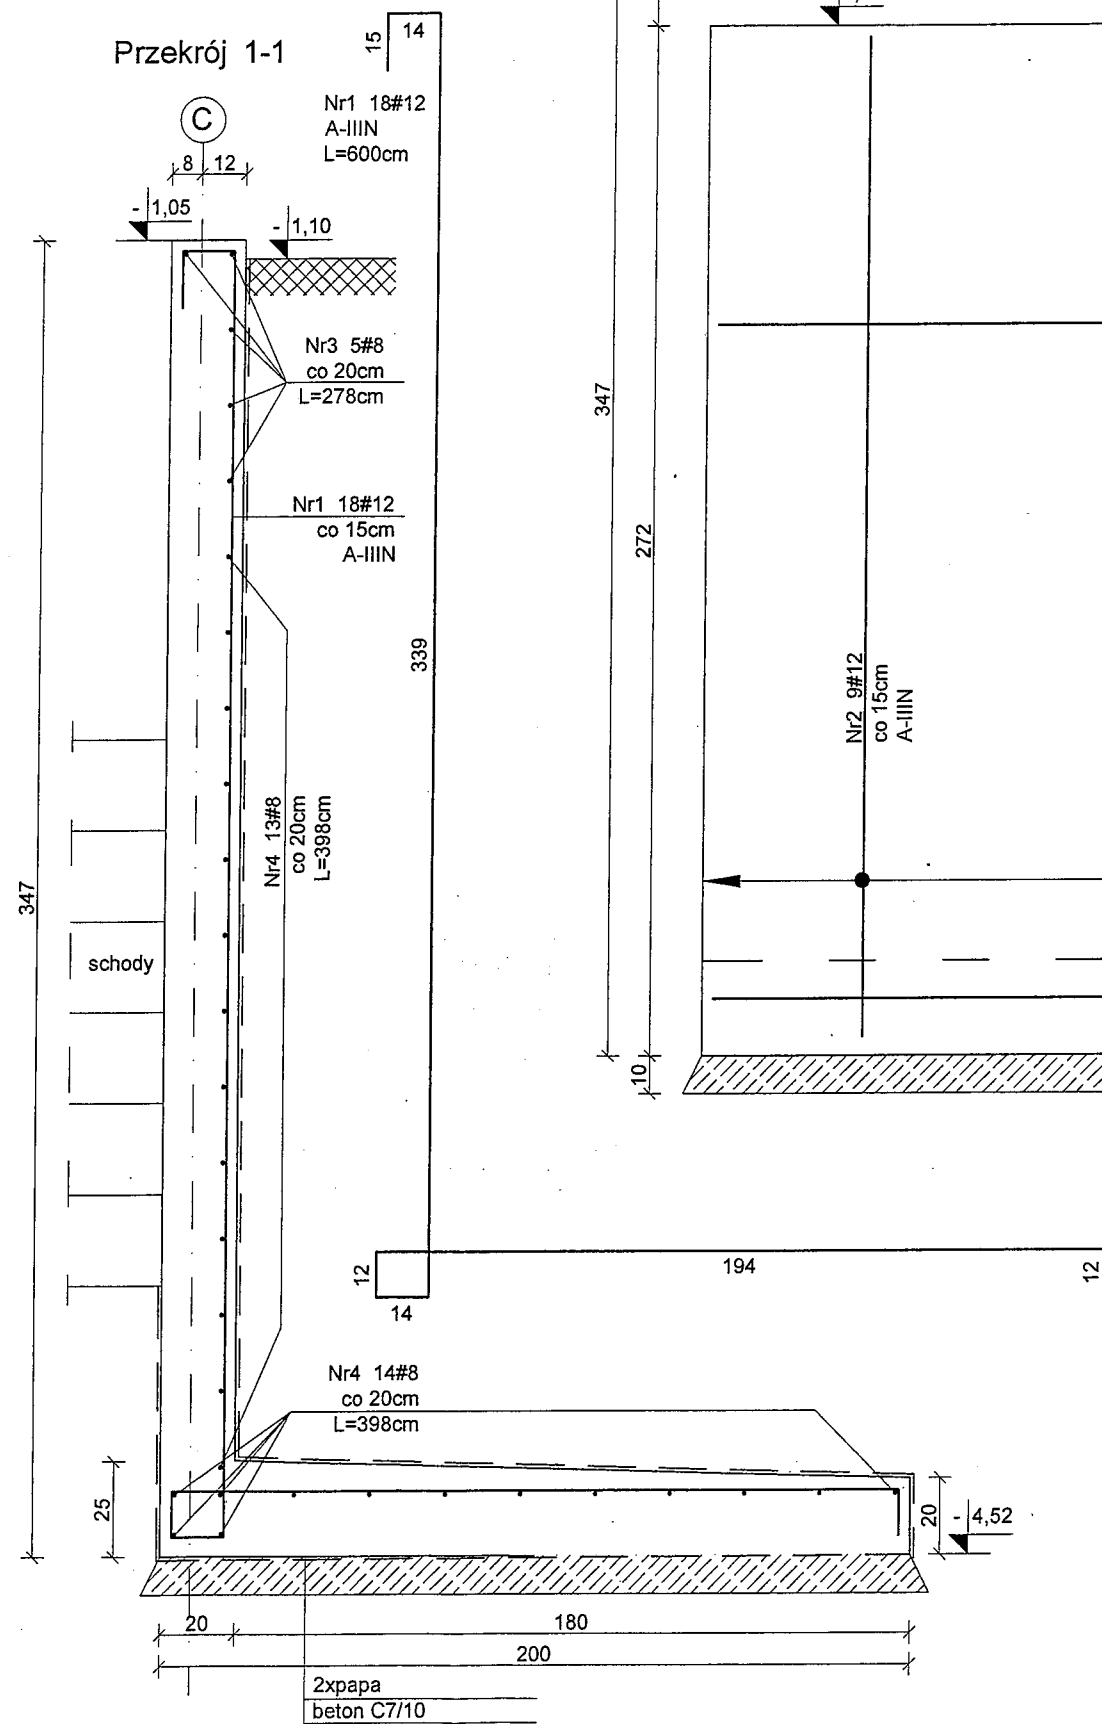 Przekrój 1-1
C
8 12
- 1,05
- 1,10
347
Nr3 5#8
co 20cm
L=278cm
Nr1 18#12
co 15cm
A-IIIN
Nr4 13#8
co 20cm
L=398cm
schody
Nr4 14#8
co 20cm
L=398cm
25
20
- 4,52
20
180
200
2xpapa
beton C7/10
15
14
Nr1 18#12
A-IIIN
L=600cm
339
12
14
194
12
347
272
10
Nr2 9#12
co 15cm
A-IIIN